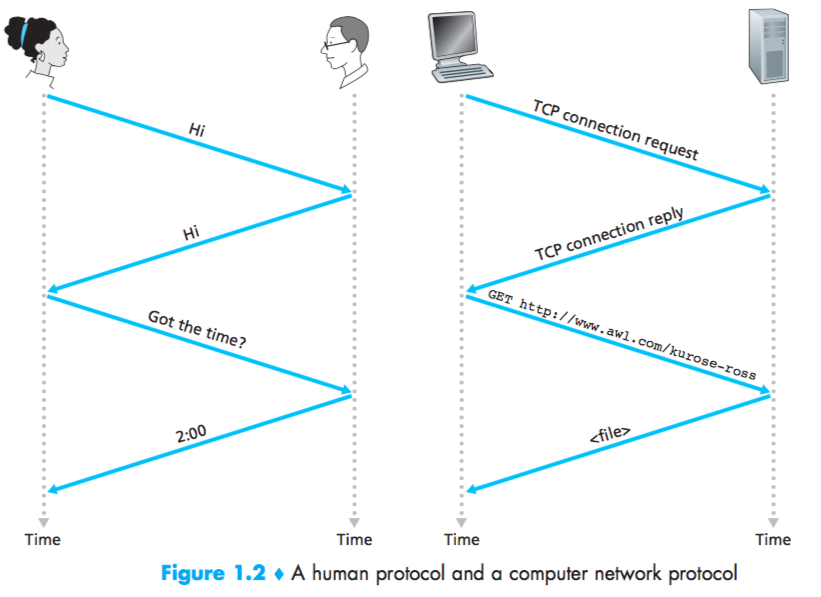 Hi
Hi
Got the time?
2:00
Time
Time
TCP connection request
TCP connection reply
GET http://www.awl.com/kurose-ross
<file>
Time
Time
Figure 1.2 ♦ A human protocol and a computer network protocol